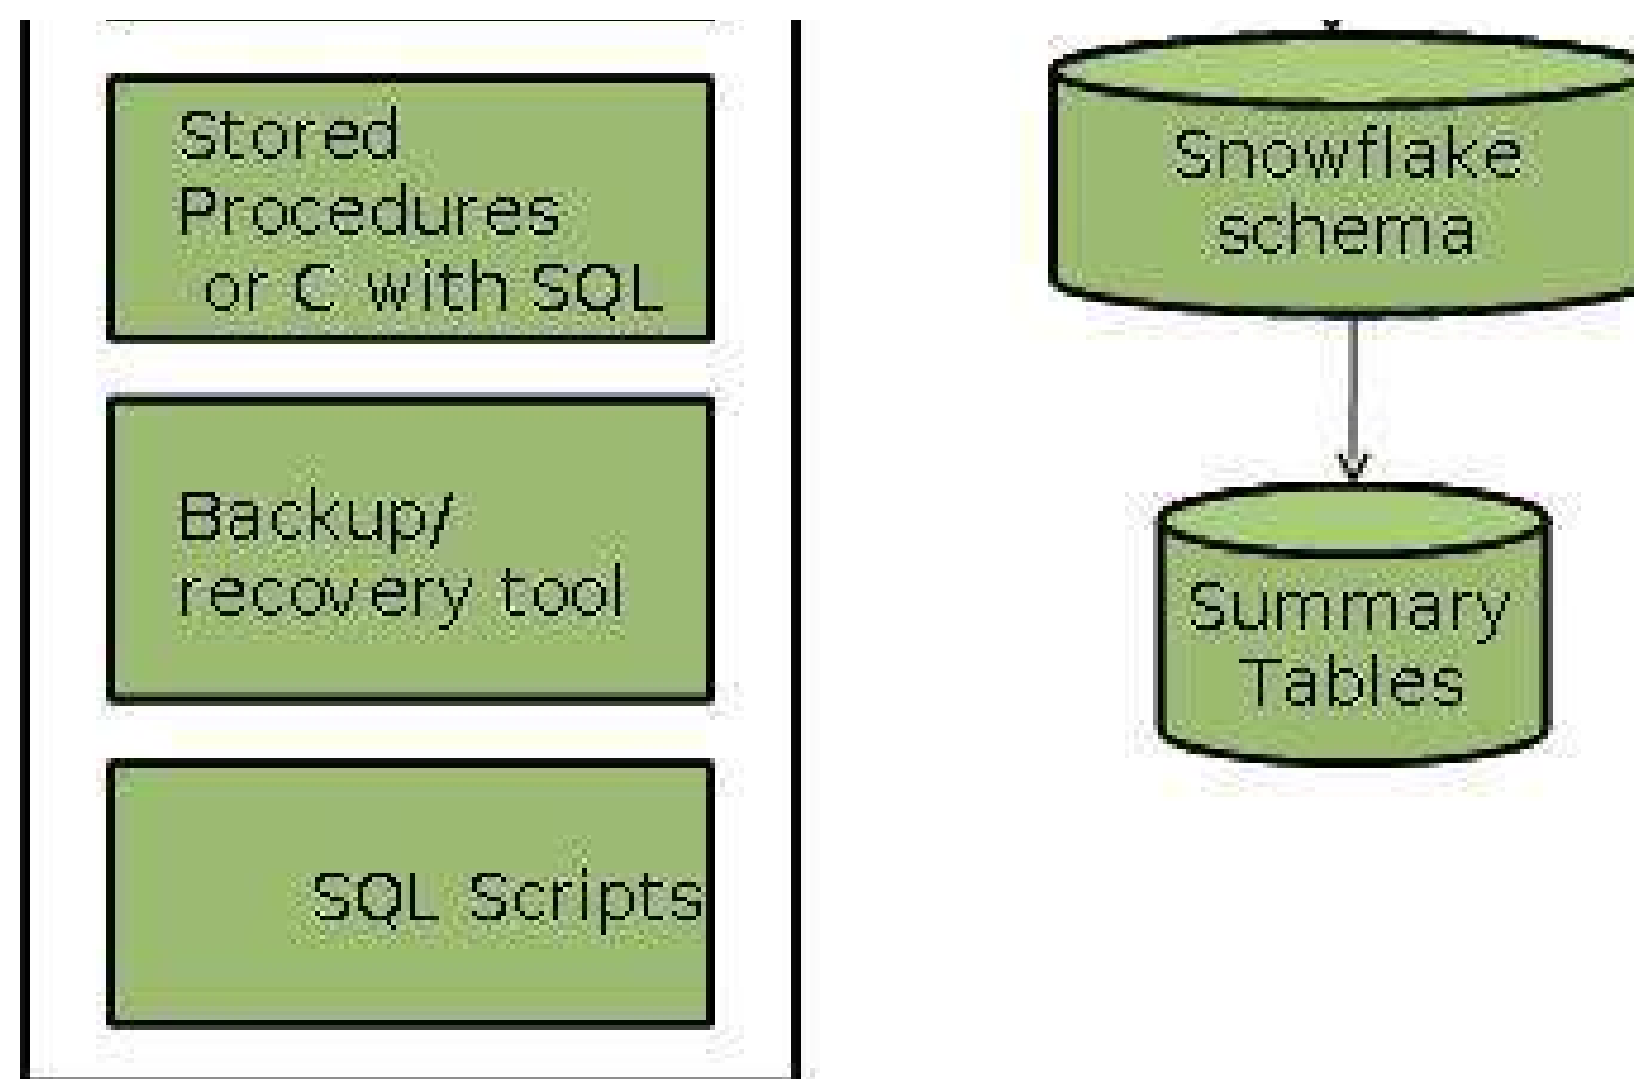 Stored
Procedures
or C with SQL
Backup/
recovery tool
SQL Scripts
Snowflake
schema
Summary
Tables